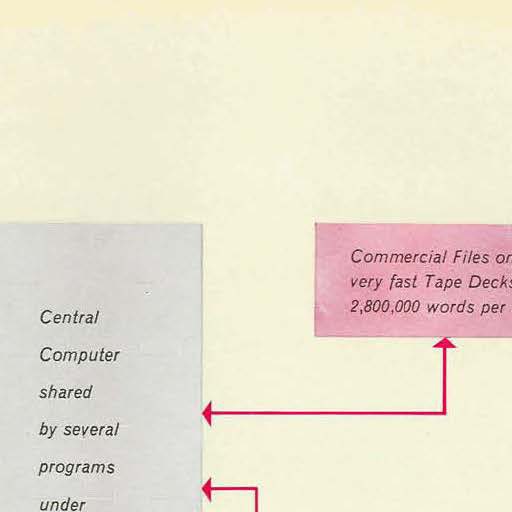 Central
Computer
shared
by several
programs
under
Commercial Files on
very fast Tape Decks
2,800,000 words per